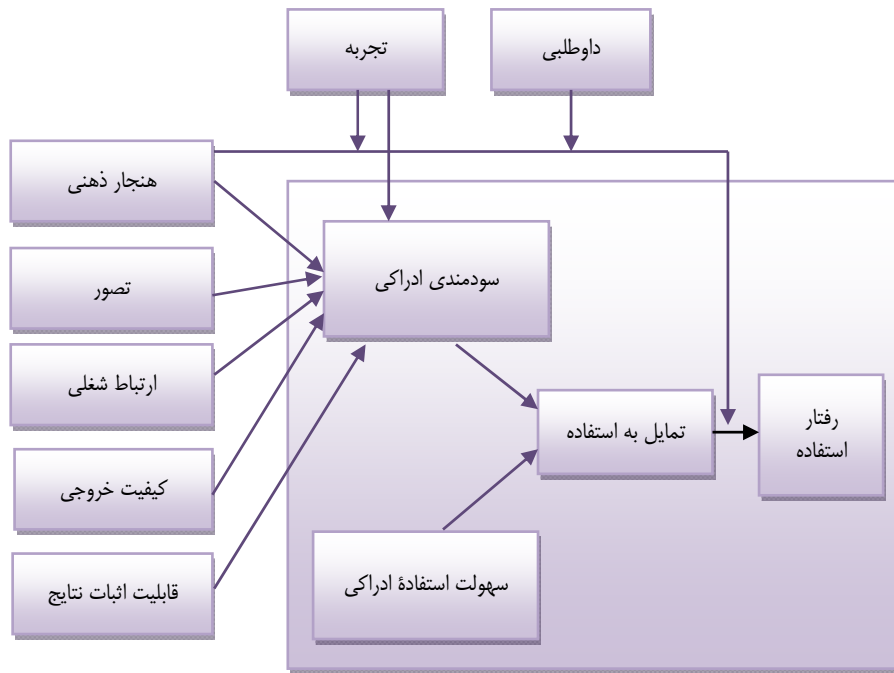 داوطلبی
تجربه
هنجار ذهنی
سودمندی ادراکی
تصور
ارتباط شغلی
رفتار
استفاده
تمایل به استفاده
کیفیت خروجی
سهولت استفادهٔ ادراکی
قابلیت اثبات نتایج